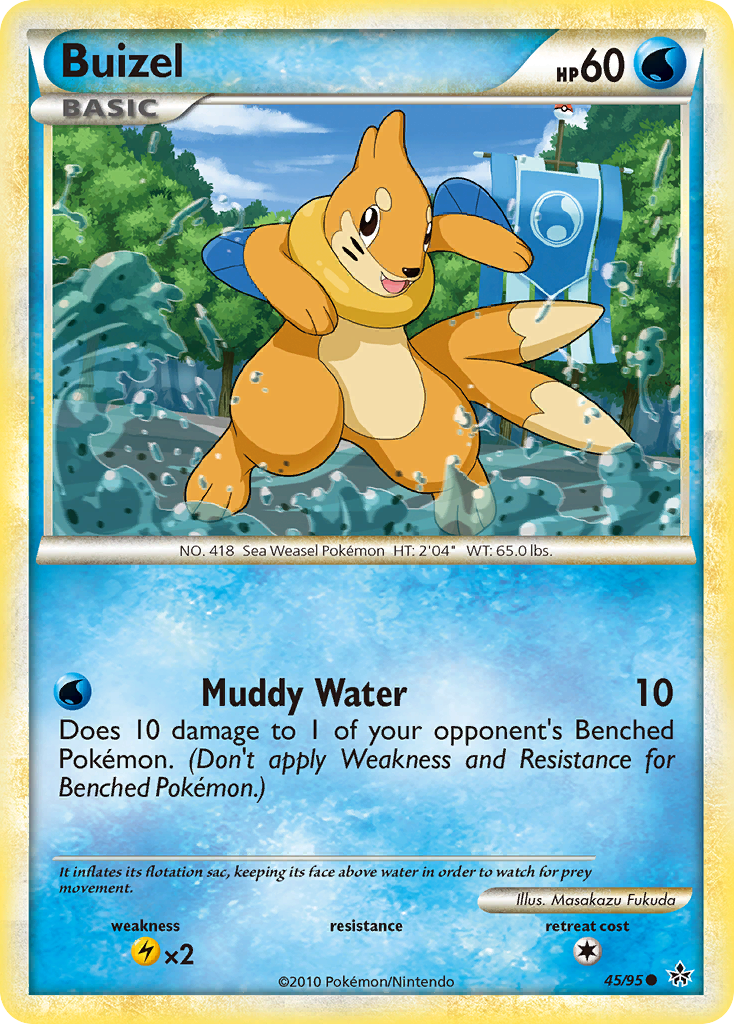 Buizel
HP60
BASIC
NO. 418 Sea Weasel Pokémon HT: 2'04" WT: 65.0 lbs.
Muddy Water 10
Does 10 damage to 1 of your opponent's Benched
Pokémon. (Don't apply Weakness and Resistance for
Benched Pokémon.)
It inflates its flotation sac, keeping its face above water in order to watch for prey
movement.
Illus. Masakazu Fukuda
weakness resistance retreat cost
×2
©2010 Pokémon/Nintendo 45/95